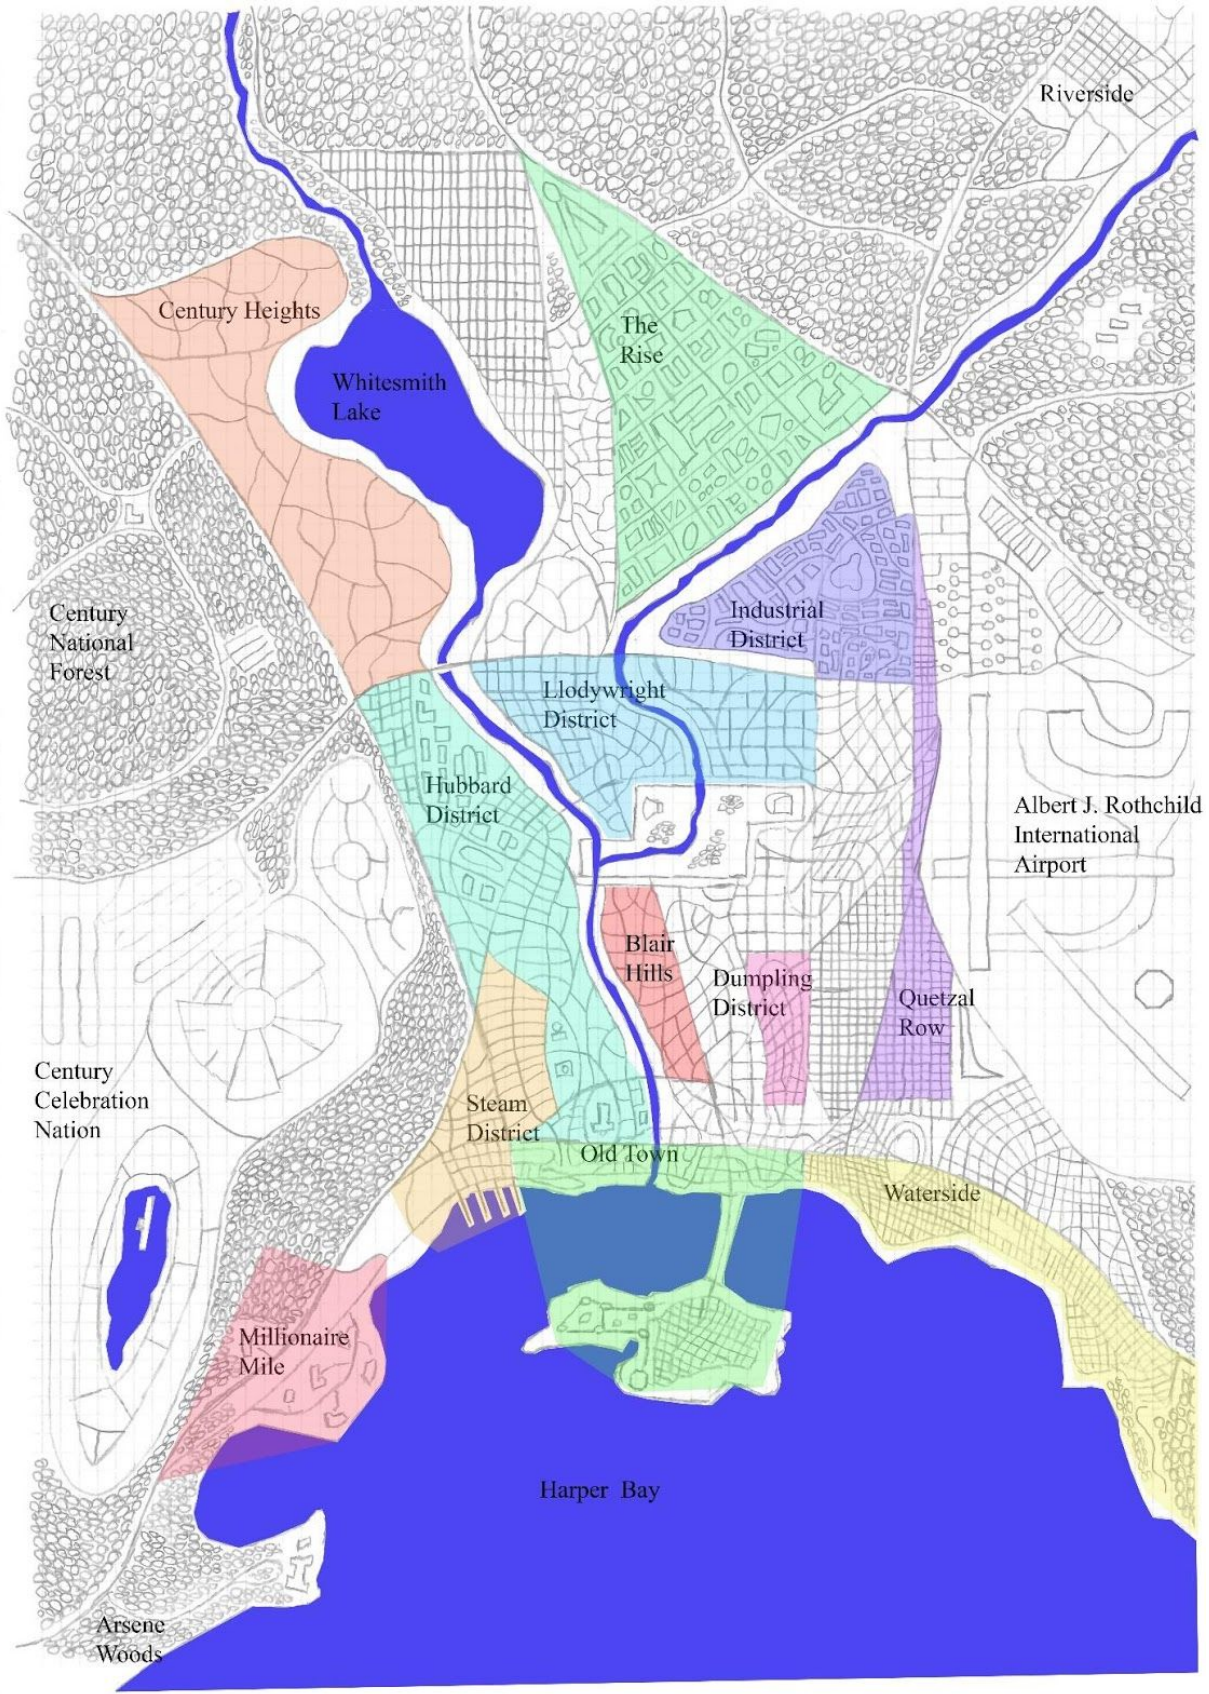 Riverside
Century Heights
The
Rise
Whitesmith
Lake
Century
National
Forest
Industrial
District
Llodywright
District
Hubbard
District
Albert J. Rothchild
International
Airport
Blair
Hills
Dumpling
District
Quetzal
Row
Century
Celebration
Nation
Steam
District
Old Town
Waterside
Millionaire
Mile
Harper Bay
Arsene
Woods